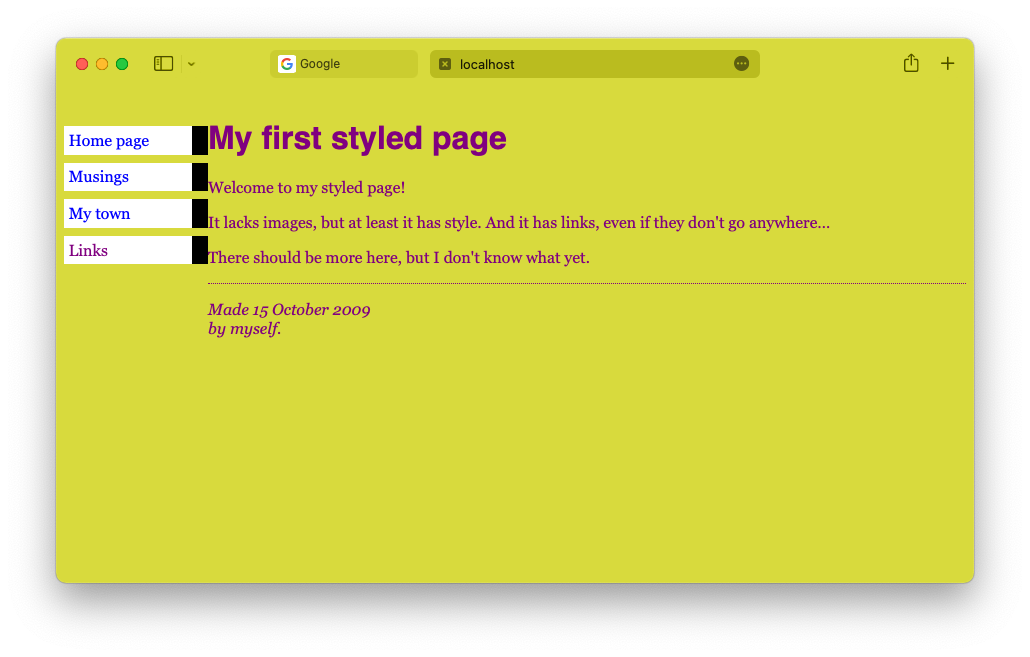 Google
localhost
Home page
Musings
My town
Links
My first styled page
Welcome to my styled page!
It lacks images, but at least it has style. And it has links, even if they don't go anywhere...
There should be more here, but I don't know what yet.
Made 15 October 2009
by myself.